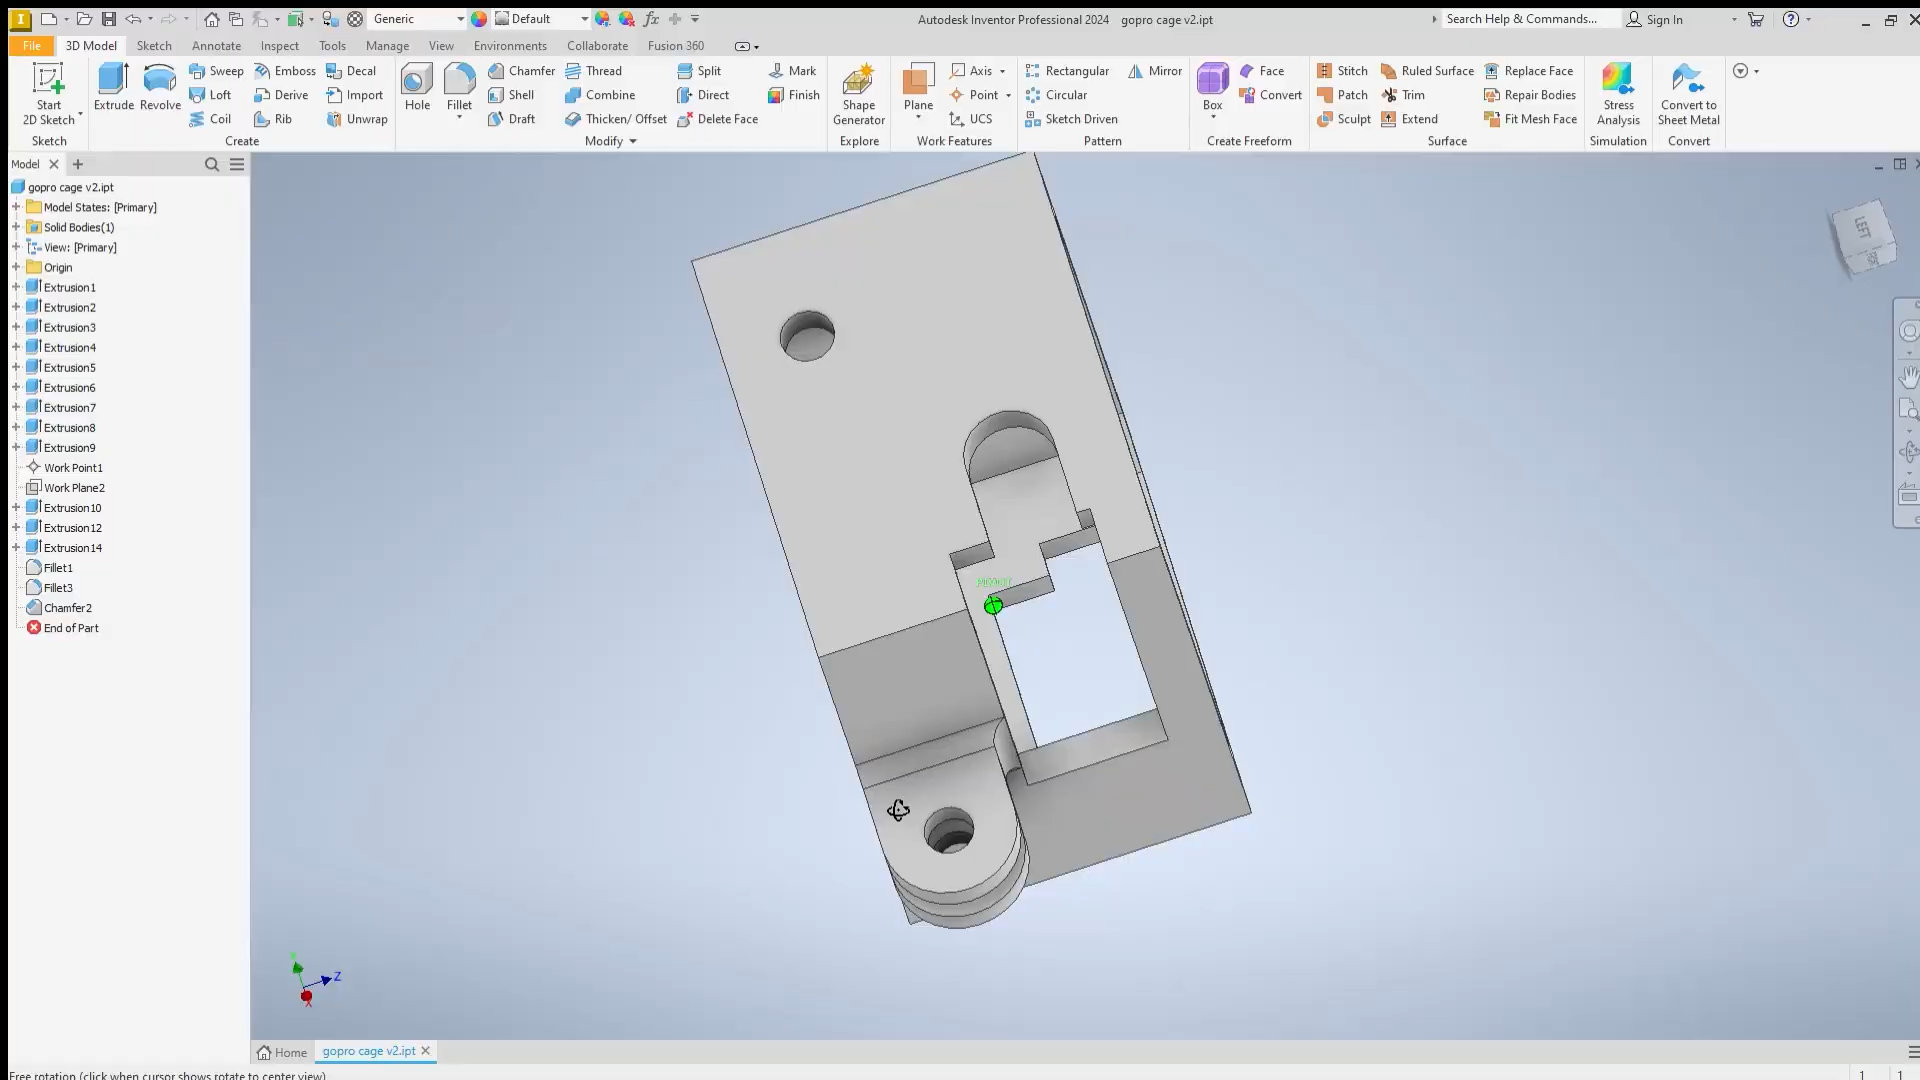 Generic
Default
fx
Autodesk Inventor Professional 2024 gopro cage v2.ipt
Search Help & Commands...
Sign In
File
3D Model
Sketch
Annotate
Inspect
Tools
Manage
View
Environments
Collaborate
Fusion 360
Start
2D Sketch
Extrude
Revolve
Sweep
Loft
Coil
Emboss
Derive
Rib
Decal
Import
Unwrap
Hole
Fillet
Chamfer
Shell
Draft
Thread
Combine
Thicken/ Offset
Split
Direct
Delete Face
Mark
Finish
Shape
Generator
Plane
Axis
Point
UCS
Rectangular
Circular
Sketch Driven
Mirror
Box
Face
Convert
Stitch
Patch
Sculpt
Ruled Surface
Trim
Extend
Replace Face
Repair Bodies
Fit Mesh Face
Stress
Analysis
Convert to
Sheet Metal
Sketch
Create
Modify
Explore
Work Features
Pattern
Create Freeform
Surface
Simulation
Convert
Model
gopro cage v2.ipt
Model States: [Primary]
Solid Bodies(1)
View: [Primary]
Origin
Extrusion1
Extrusion2
Extrusion3
Extrusion4
Extrusion5
Extrusion6
Extrusion7
Extrusion8
Extrusion9
Work Point1
Work Plane2
Extrusion10
Extrusion12
Extrusion14
Fillet1
Fillet3
Chamfer2
End of Part
LEFT
PIVOT
Z
Home
gopro cage v2.ipt
Free rotation (click when cursor shows rotate to center view)
1 1